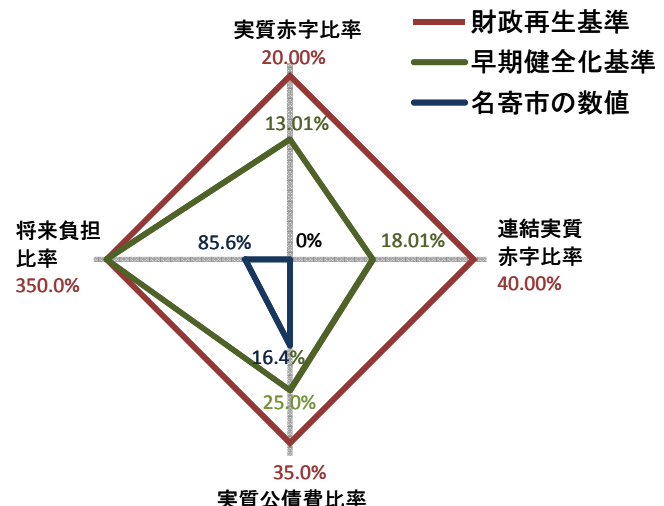 実質赤字比率
20.00%
財政再生基準
早期健全化基準
名寄市の数値
13.01%
将来負担
比率
350.0%
85.6%
0%
18.01%
連結実質
赤字比率
40.00%
16.4%
25.0%
35.0%
実質公債費比率